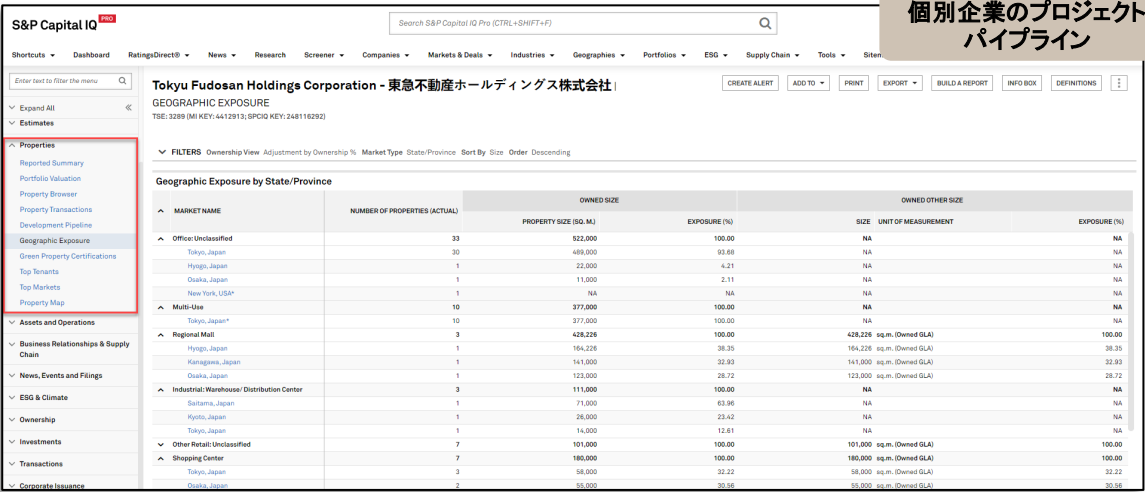 個別企業のプロジェクト
パイプライン
S&P Capital IQ PRO
Search S&P Capital IQ Pro (CTRL+SHIFT+F)
Shortcuts Dashboard RatingsDirect® News Research Screener Companies Markets & Deals Industries Geographies Portfolios ESG Supply Chain Tools
Enter text to filter the menu
Expand All
Estimates
Properties
Reported Summary
Portfolio Valuation
Property Browser
Property Transactions
Development Pipeline
Geographic Exposure
Green Property Certifications
Top Tenants
Top Markets
Property Map
Assets and Operations
Business Relationships & Supply
Chain
News, Events and Filings
ESG & Climate
Ownership
Investments
Transactions
Corporate Issuance
Tokyu Fudosan Holdings Corporation - 東急不動産ホールディングス株式会社 |
CREATE ALERT ADD TO PRINT EXPORT BUILD A REPORT INFO BOX DEFINITIONS
GEOGRAPHIC EXPOSURE
TSE: 3289 (MI KEY: 4412913; SPCIQ KEY: 248116292)
FILTERS Ownership View Adjustment by Ownership % Market Type State/Province Sort By Size Order Descending
Geographic Exposure by State/Province
OWNED SIZE OWNED OTHER SIZE
MARKET NAME NUMBER OF PROPERTIES (ACTUAL) PROPERTY SIZE (SQ. M.) EXPOSURE (%) SIZE UNIT OF MEASUREMENT EXPOSURE (%)
Office: Unclassified 33 522,000 100.00 NA NA
Tokyo, Japan 30 489,000 93.68 NA NA
Hyogo, Japan 1 22,000 4.21 NA NA
Osaka, Japan 1 11,000 2.11 NA NA
New York, USA* 1 NA NA NA NA
Multi-Use 10 377,000 100.00 NA NA
Tokyo, Japan* 10 377,000 100.00 NA NA
Regional Mall 3 428,226 100.00 428,226 sq.m. (Owned GLA) 100.00
Hyogo, Japan 1 164,226 38.35 164,226 sq.m. (Owned GLA) 38.35
Kanagawa, Japan 1 141,000 32.93 141,000 sq.m. (Owned GLA) 32.93
Osaka, Japan 1 123,000 28.72 123,000 sq.m. (Owned GLA) 28.72
Industrial: Warehouse/ Distribution Center 3 111,000 100.00 NA NA
Saitama, Japan 1 71,000 63.96 NA NA
Kyoto, Japan 1 26,000 23.42 NA NA
Tokyo, Japan 1 14,000 12.61 NA NA
Other Retail: Unclassified 7 101,000 100.00 101,000 sq.m. (Owned GLA) 100.00
Shopping Center 7 180,000 100.00 180,000 sq.m. (Owned GLA) 100.00
Tokyo, Japan 3 58,000 32.22 58,000 sq.m. (Owned GLA) 32.22
Osaka, Japan 2 55,000 30.56 55,000 sq.m. (Owned GLA) 30.56